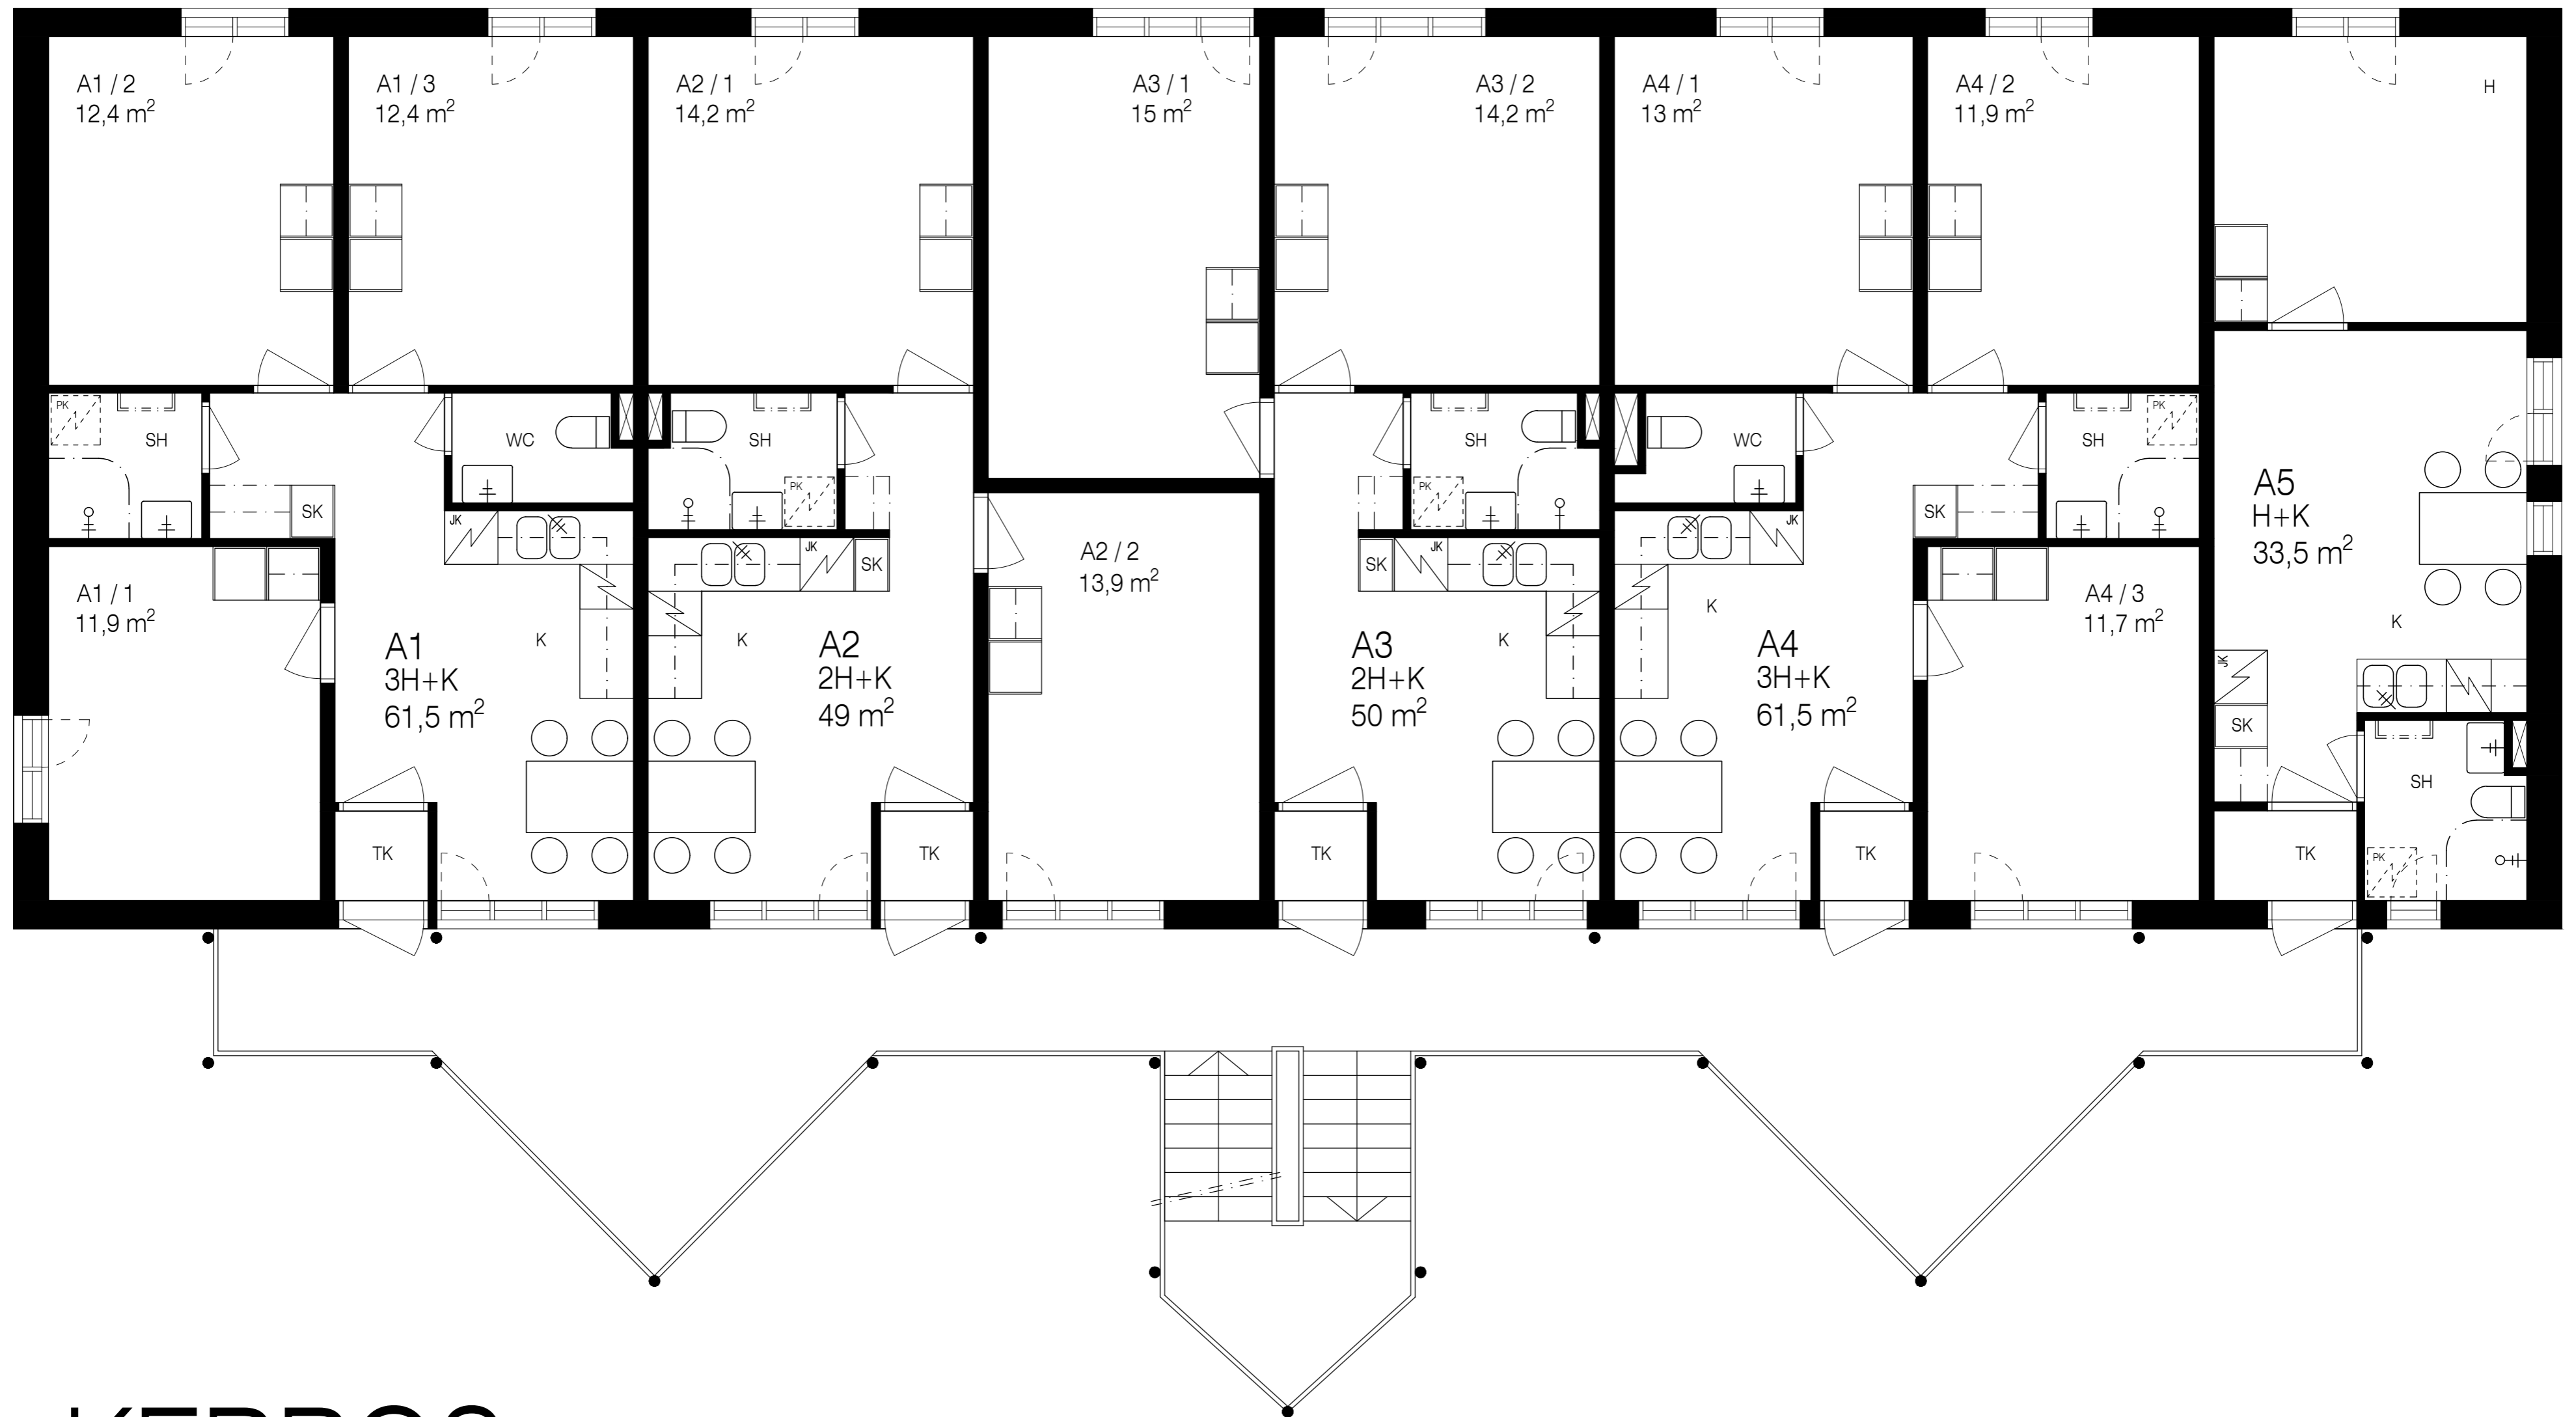 A1 / 2
12,4 m²
A1 / 3
12,4 m²
A2 / 1
14,2 m²
A3 / 1
15 m²
A3 / 2
14,2 m²
A4 / 1
13 m²
A4 / 2
11,9 m²
H
PK
SH
SK
WC
SH
PK
SH
PK
WC
SK
SH
PK
A1 / 1
11,9 m²
JK
K
A1
3H+K
61,5 m²
TK
JK
SK
K
A2
2H+K
49 m²
TK
A2 / 2
13,9 m²
SK
JK
K
A3
2H+K
50 m²
TK
JK
K
A4
3H+K
61,5 m²
TK
A4 / 3
11,7 m²
A5
H+K
33,5 m²
K
JK
SK
SH
PK
TK